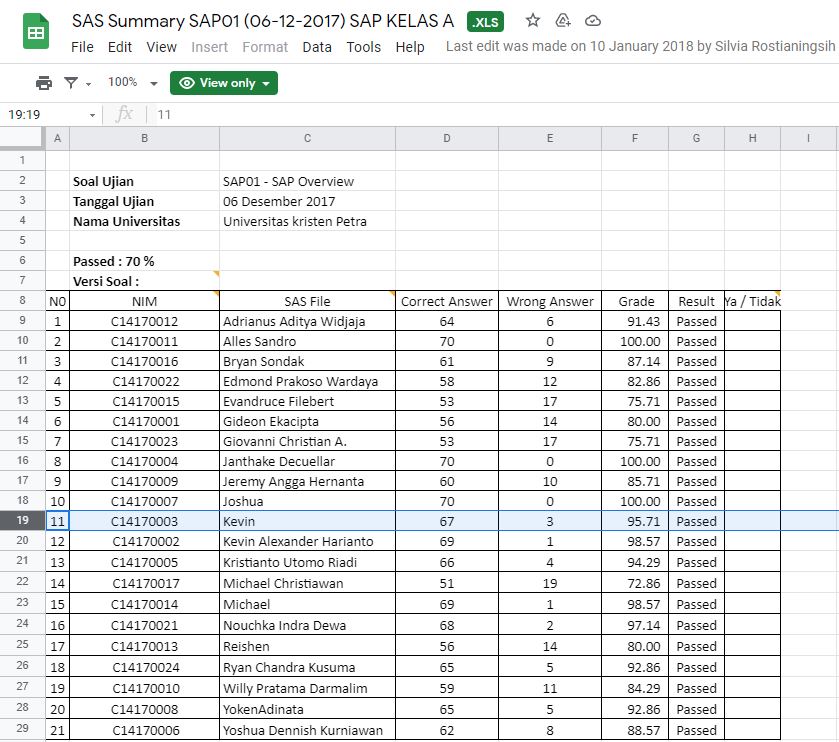 SAS Summary SAP01 (06-12-2017) SAP KELAS A .XLS
File Edit View Insert Format Data Tools Help Last edit was made on 10 January 2018 by Silvia Rostianingsih
100% View only
19:19 fx 11
A B C D E F G H I
1
2 Soal Ujian SAP01 - SAP Overview
3 Tanggal Ujian 06 Desember 2017
4 Nama Universitas Universitas kristen Petra
5
6 Passed : 70 %
7 Versi Soal :
8 NO NIM SAS File Correct Answer Wrong Answer Grade Result Ya / Tidak
9 1 C14170012 Adrianus Aditya Widjaja 64 6 91.43 Passed
10 2 C14170011 Alles Sandro 70 0 100.00 Passed
11 3 C14170016 Bryan Sondak 61 9 87.14 Passed
12 4 C14170022 Edmond Prakoso Wardaya 58 12 82.86 Passed
13 5 C14170015 Evandruce Filebert 53 17 75.71 Passed
14 6 C14170001 Gideon Ekacipta 56 14 80.00 Passed
15 7 C14170023 Giovanni Christian A. 53 17 75.71 Passed
16 8 C14170004 Janthake Decuellar 70 0 100.00 Passed
17 9 C14170009 Jeremy Angga Hernanta 60 10 85.71 Passed
18 10 C14170007 Joshua 70 0 100.00 Passed
19 11 C14170003 Kevin 67 3 95.71 Passed
20 12 C14170002 Kevin Alexander Harianto 69 1 98.57 Passed
21 13 C14170005 Kristianto Utomo Riadi 66 4 94.29 Passed
22 14 C14170017 Michael Christiawan 51 19 72.86 Passed
23 15 C14170014 Michael 69 1 98.57 Passed
24 16 C14170021 Nouchka Indra Dewa 68 2 97.14 Passed
25 17 C14170013 Reishen 56 14 80.00 Passed
26 18 C14170024 Ryan Chandra Kusuma 65 5 92.86 Passed
27 19 C14170010 Willy Pratama Darmalim 59 11 84.29 Passed
28 20 C14170008 YokenAdinata 65 5 92.86 Passed
29 21 C14170006 Yoshua Dennish Kurniawan 62 8 88.57 Passed